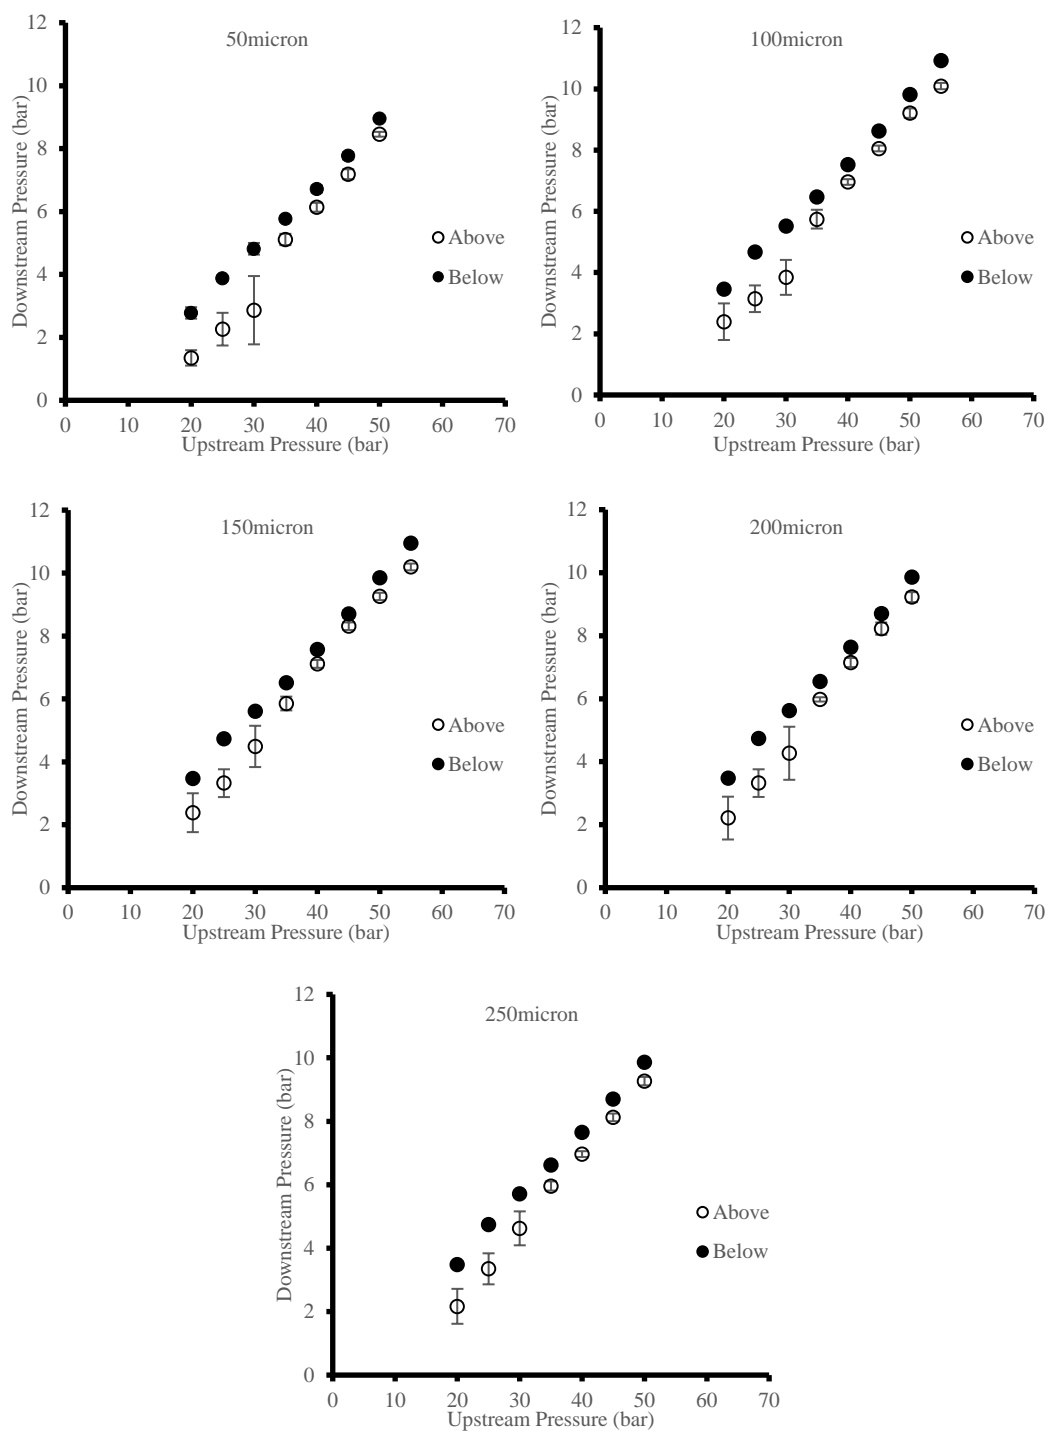 50micron
Downstream Pressure (bar)
12
10
8
6
4
2
0
0 10 20 30 40 50 60 70
Upstream Pressure (bar)
Above
Below
100micron
Downstream Pressure (bar)
12
10
8
6
4
2
0
0 10 20 30 40 50 60 70
Upstream Pressure (bar)
Above
Below
150micron
Downstream Pressure (bar)
12
10
8
6
4
2
0
0 10 20 30 40 50 60 70
Upstream Pressure (bar)
Above
Below
200micron
Downstream Pressure (bar)
12
10
8
6
4
2
0
0 10 20 30 40 50 60 70
Upstream Pressure (bar)
Above
Below
250micron
Downstream Pressure (bar)
12
10
8
6
4
2
0
0 10 20 30 40 50 60 70
Upstream Pressure (bar)
Above
Below